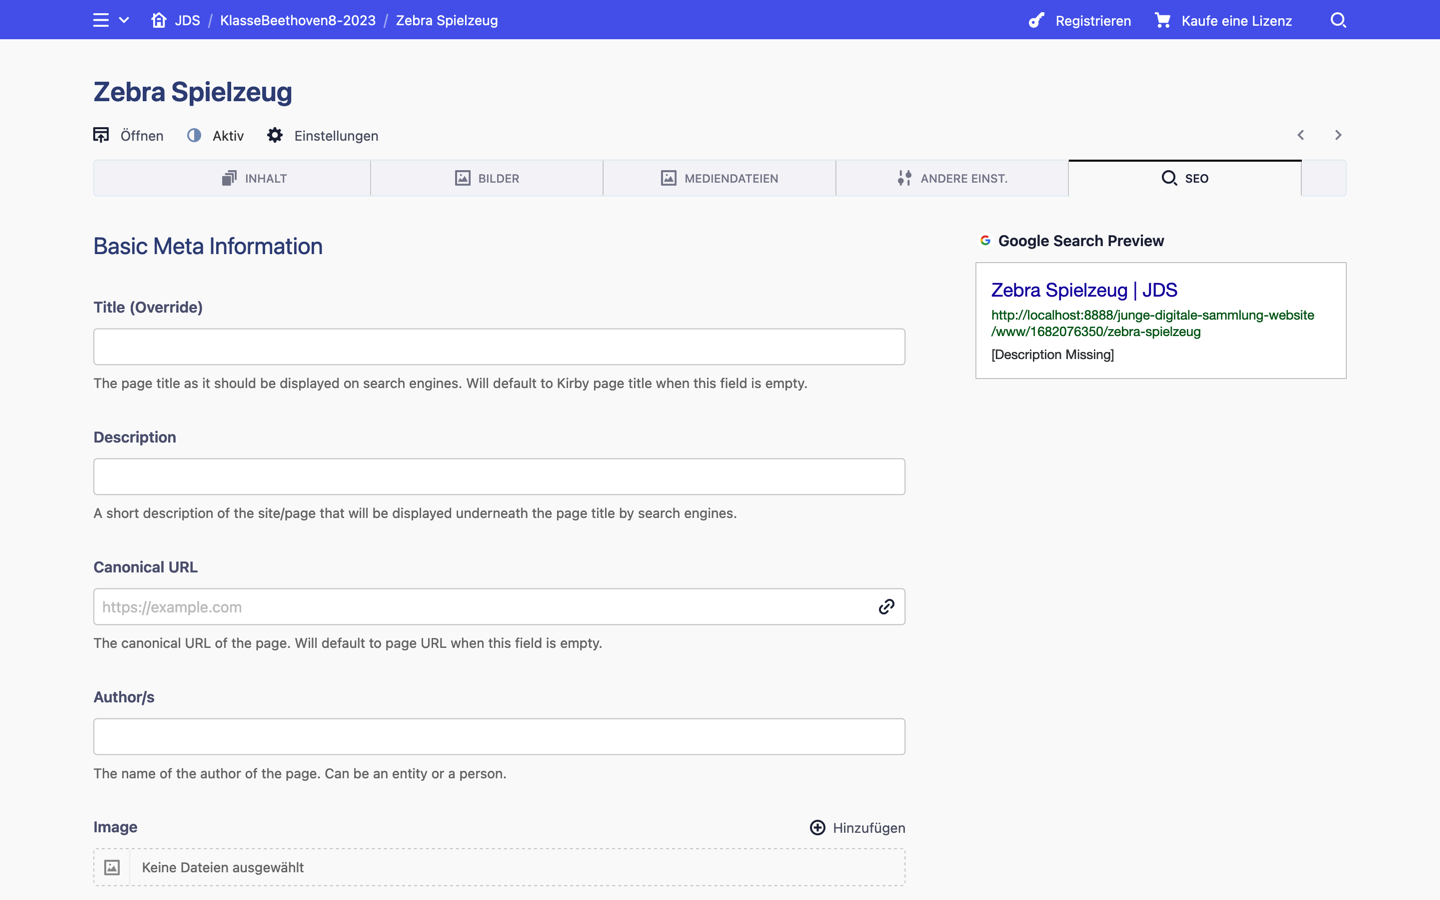 JDS / KlasseBeethoven8-2023 / Zebra Spielzeug
Registrieren
Kaufe eine Lizenz
Zebra Spielzeug
Öffnen
Aktiv
Einstellungen
INHALT
BILDER
MEDIENDATEIEN
ANDERE EINST.
SEO
Basic Meta Information
Title (Override)
The page title as it should be displayed on search engines. Will default to Kirby page title when this field is empty.
Description
A short description of the site/page that will be displayed underneath the page title by search engines.
Canonical URL
https://example.com
The canonical URL of the page. Will default to page URL when this field is empty.
Author/s
The name of the author of the page. Can be an entity or a person.
Image
Hinzufügen
Keine Dateien ausgewählt
Google Search Preview
Zebra Spielzeug | JDS
http://localhost:8888/junge-digitale-sammlung-website
/www/1682076350/zebra-spielzeug
[Description Missing]